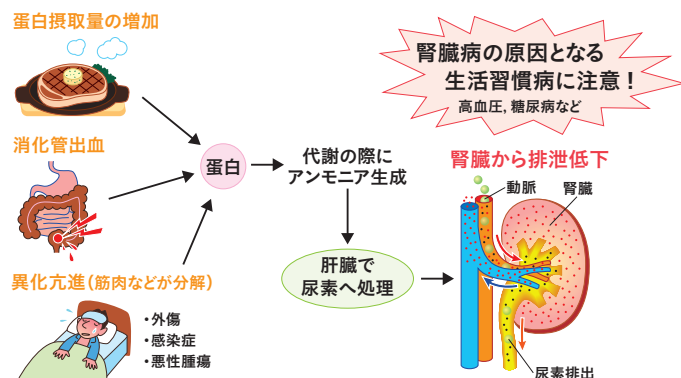 蛋白摂取量の増加
消化管出血
異化亢進（筋肉などが分解）
・外傷
・感染症
・悪性腫瘍
蛋白
代謝の際に
アンモニア生成
肝臓で
尿素へ処理
腎臓病の原因となる
生活習慣病に注意！
高血圧, 糖尿病など
腎臓から排泄低下
動脈
腎臓
尿素排出